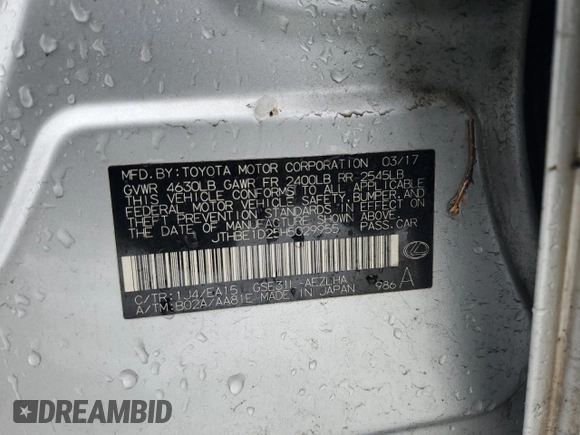 MFD. BY: TOYOTA MOTOR CORPORATION 03/17
GVWR 4630LB GAWR FR 2400LB RR 2545LB
THIS VEHICLE CONFORMS TO ALL APPLICABLE
FEDERAL MOTOR VEHICLE SAFETY, BUMPER, AND
THEFT PREVENTION STANDARDS IN EFFECT ON
THE DATE OF MANUFACTURE SHOWN ABOVE.
JTHBE1D25H5029955 PASS.CAR
C/TR: 1J4/EA15 GSE31L-AEZLHA
A/TM: B02A/AA81E MADE IN JAPAN 986 A
DREAMBID